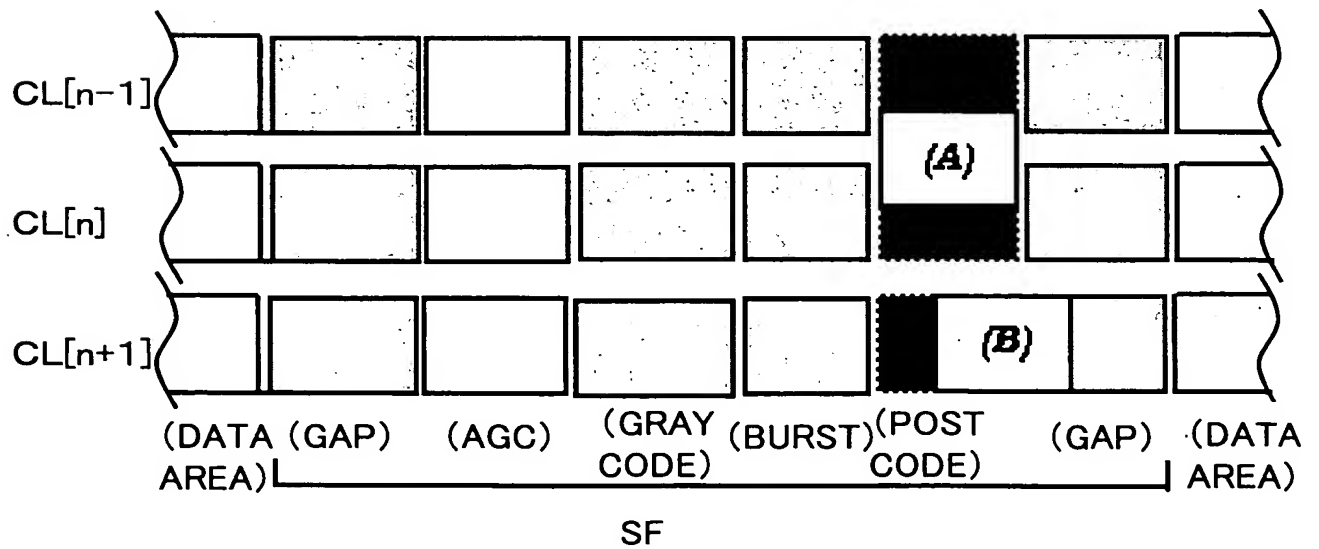 CL[n-1]
(A)
CL[n]
CL[n+1]
(B)
(DATA AREA)
(GAP)
(AGC)
(GRAY CODE)
(BURST)
(POST CODE)
(GAP)
(DATA AREA)
SF